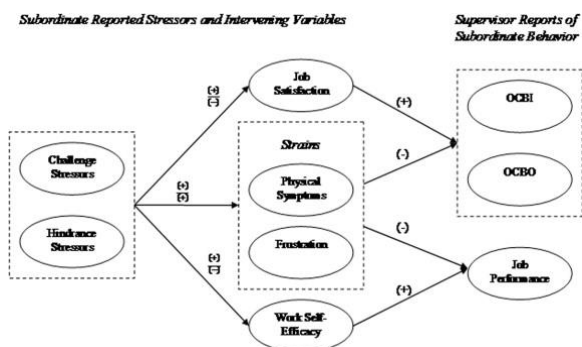 Subordinate Reported Stressors and Intervening Variables
Supervisor Reports of
Subordinate Behavior
Job
Satisfaction
(+)
(-)
(+)
OCBI
Strains
Challenge
Stressors
Physical
Symptoms
(-)
OCBO
(+)
(+)
Hindrance
Stressors
Frustration
(-)
(+)
(-)
Job
Performance
(+)
Work Self-
Efficacy